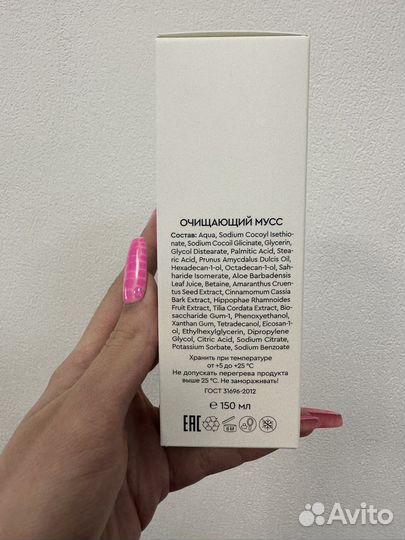 ОЧИЩАЮЩИЙ МУСС
Состав: Aqua, Sodium Cocoyl Isethio-
nate, Sodium Cocoil Glicinate, Glycerin,
Glycol Distearate, Palmitic Acid, Stea-
ric Acid, Prunus Amycdalus Dulcis Oil,
Hexadecan-1-ol, Octadecan-1-ol, Sah-
haride Isomerate, Aloe Barbadensis
Leaf Juice, Betaine, Amaranthus Cruen-
tus Seed Extract, Cinnamomum Cassia
Bark Extract, Hippophae Rhamnoides
Fruit Extract, Tilia Cordata Extract, Bio-
saccharide Gum-1, Phenoxyethanol,
Xanthan Gum, Tetradecanol, Eicosan-1-
ol, Ethylhexylglycerin, Dipropylene
Glycol, Citric Acid, Sodium Citrate,
Potassium Sorbate, Sodium Benzoate
Хранить при температуре
от +5 до +25 °С
Не допускать перегрева продукта
выше 25 °С. Не замораживать!
ГОСТ 31696-2012
℮ 150 мл
EAC
Avito